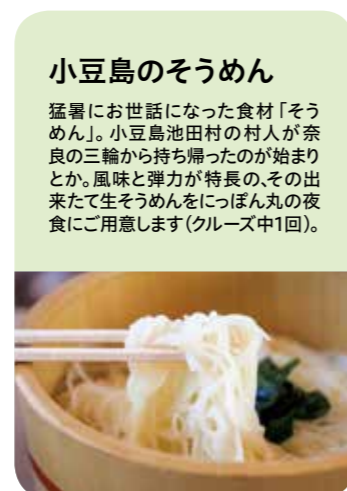 小豆島のそうめん
猛暑にお世話になった食材「そう
めん」。小豆島池田村の村人が奈
良の三輪から持ち帰ったのが始まり
とか。風味と弾力が特長の、その出
来たて生そうめんをにっぽん丸の夜
食にご用意します(クルーズ中1回)。